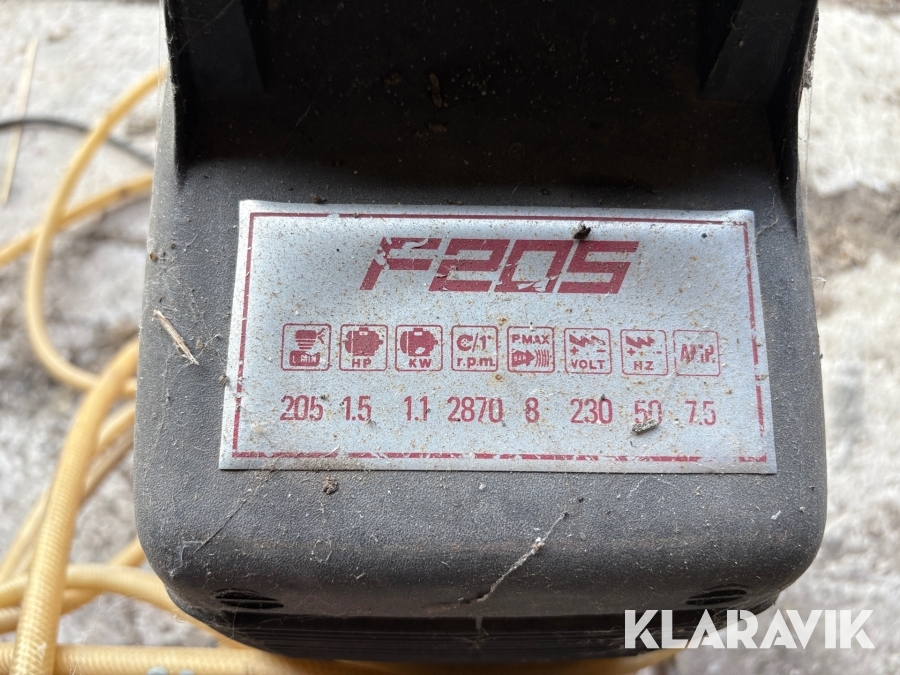 F205
L/MIN HP KW /1' r.p.m. P.MAX VOLT HZ AMP.
205 1.5 1.1 2870 8 230 50 7.5
KLARAVIK